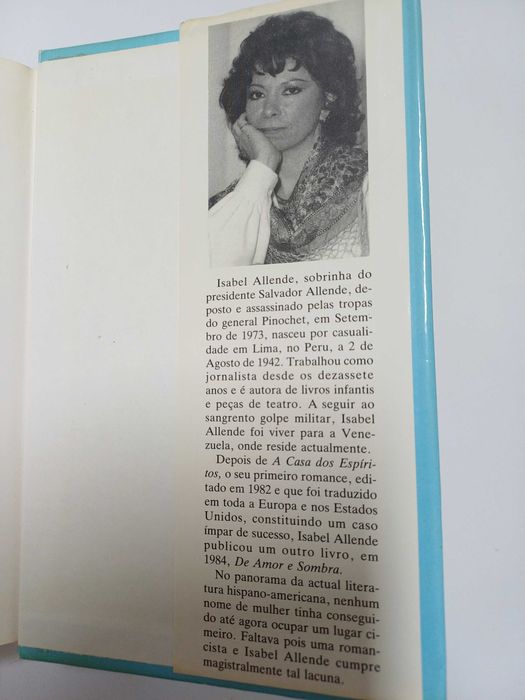 Isabel Allende, sobrinha do
presidente Salvador Allende, de-
posto e assassinado pelas tropas
do general Pinochet, em Setem-
bro de 1973, nasceu por casuali-
dade em Lima, no Peru, a 2 de
Agosto de 1942. Trabalhou como
jornalista desde os dezassete
anos e é autora de livros infantis
e peças de teatro. A seguir ao
sangrento golpe militar, Isabel
Allende foi viver para a Vene-
zuela, onde reside actualmente.
Depois de A Casa dos Espíri-
tos, o seu primeiro romance, edi-
tado em 1982 e que foi traduzido
em toda a Europa e nos Estados
Unidos, constituindo um caso
ímpar de sucesso, Isabel Allende
publicou um outro livro, em
1984, De Amor e Sombra.
No panorama da actual litera-
tura hispano-americana, nenhum
nome de mulher tinha consegui-
do até agora ocupar um lugar ci-
meiro. Faltava pois uma roman-
cista e Isabel Allende cumpre
magistralmente tal lacuna.